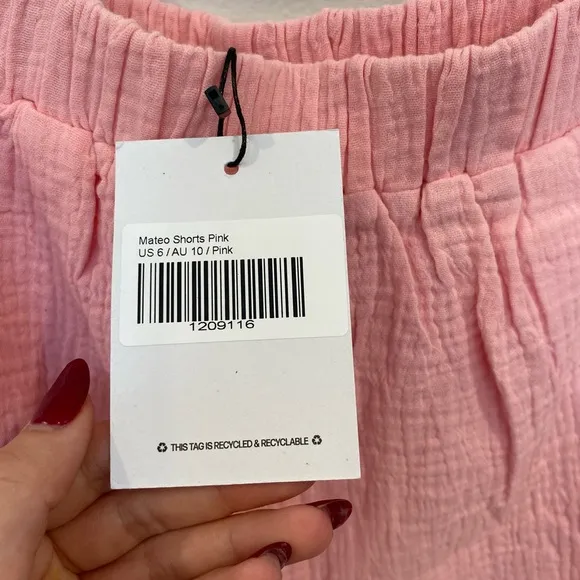 Mateo Shorts Pink
US 6 / AU 10 / Pink
1209116
THIS TAG IS RECYCLED & RECYCLABLE